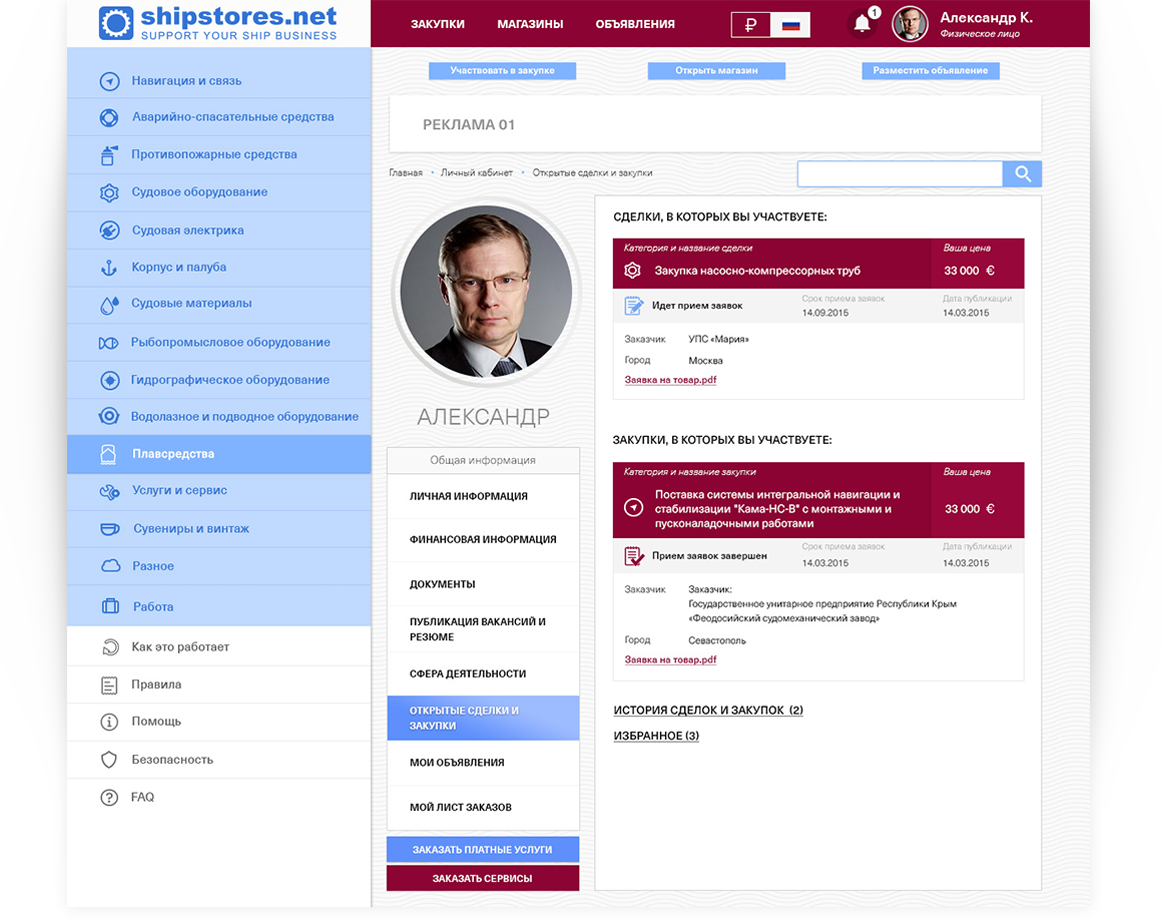 shipstores.net
SUPPORT YOUR SHIP BUSINESS
ЗАКУПКИ
МАГАЗИНЫ
ОБЪЯВЛЕНИЯ
₽
1
Александр К.
Физическое лицо
Навигация и связь
Аварийно-спасательные средства
Противопожарные средства
Судовое оборудование
Судовая электрика
Корпус и палуба
Судовые материалы
Рыбопромысловое оборудование
Гидрографическое оборудование
Водолазное и подводное оборудование
Плавсредства
Услуги и сервис
Сувениры и винтаж
Разное
Работа
Как это работает
Правила
Помощь
Безопасность
FAQ
Участвовать в закупке
Открыть магазин
Разместить объявление
РЕКЛАМА 01
Главная • Личный кабинет • Открытые сделки и закупки
АЛЕКСАНДР
Общая информация
ЛИЧНАЯ ИНФОРМАЦИЯ
ФИНАНСОВАЯ ИНФОРМАЦИЯ
ДОКУМЕНТЫ
ПУБЛИКАЦИЯ ВАКАНСИЙ И
РЕЗЮМЕ
СФЕРА ДЕЯТЕЛЬНОСТИ
ОТКРЫТЫЕ СДЕЛКИ И
ЗАКУПКИ
МОИ ОБЪЯВЛЕНИЯ
МОЙ ЛИСТ ЗАКАЗОВ
ЗАКАЗАТЬ ПЛАТНЫЕ УСЛУГИ
ЗАКАЗАТЬ СЕРВИСЫ
СДЕЛКИ, В КОТОРЫХ ВЫ УЧАСТВУЕТЕ:
Категория и название сделки
Ваша цена
Закупка насосно-компрессорных труб
33 000 €
Идет прием заявок
Срок приема заявок
14.09.2015
Дата публикации
14.03.2015
Заказчик УПС «Мария»
Город Москва
Заявка на товар.pdf
ЗАКУПКИ, В КОТОРЫХ ВЫ УЧАСТВУЕТЕ:
Категория и название закупки
Ваша цена
Поставка системы интегральной навигации и
стабилизации "Кама-НС-В" с монтажными и
пусконаладочными работами
33 000 €
Прием заявок завершен
Срок приема заявок
14.03.2015
Дата публикации
14.03.2015
Заказчик Заказчик:
Государственное унитарное предприятие Республики Крым
«Феодосийский судомеханический завод»
Город Севастополь
Заявка на товар.pdf
ИСТОРИЯ СДЕЛОК И ЗАКУПОК (2)
ИЗБРАННОЕ (3)